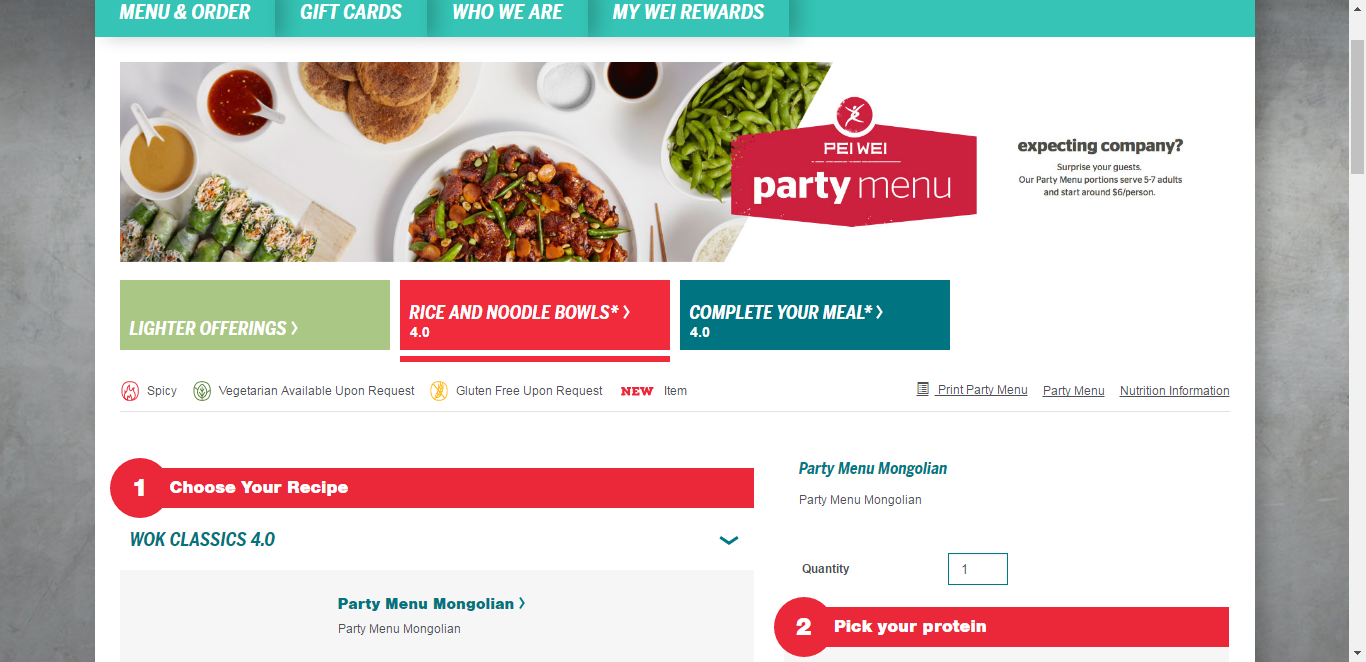 MENU & ORDER
GIFT CARDS
WHO WE ARE
MY WEI REWARDS
PEI WEI
party menu
expecting company?
Surprise your guests.
Our Party Menu portions serve 5-7 adults
and start around $6/person.
LIGHTER OFFERINGS >
RICE AND NOODLE BOWLS* >
4.0
COMPLETE YOUR MEAL* >
4.0
Spicy
Vegetarian Available Upon Request
Gluten Free Upon Request
NEW Item
Print Party Menu
Party Menu
Nutrition Information
1 Choose Your Recipe
WOK CLASSICS 4.0
Party Menu Mongolian >
Party Menu Mongolian
Party Menu Mongolian
Party Menu Mongolian
Quantity 1
2 Pick your protein